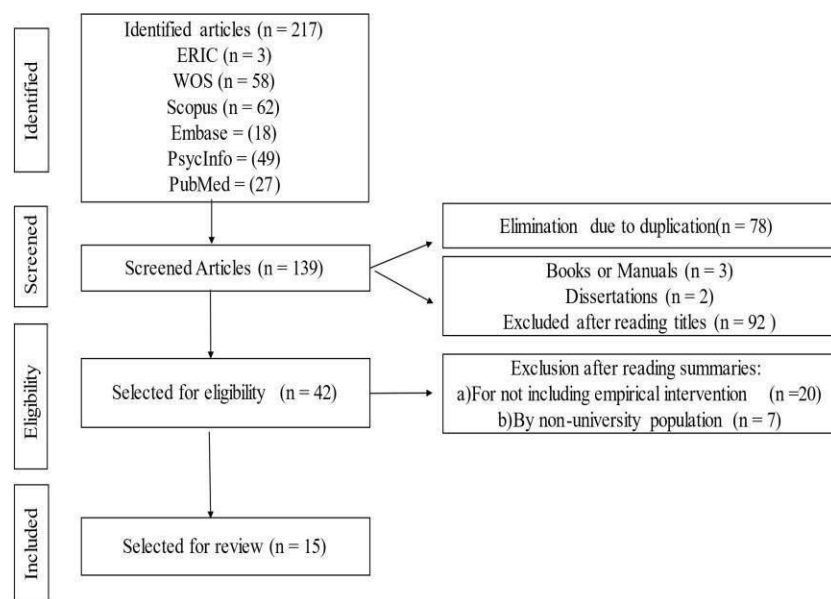 Identified
Identified articles (n = 217)
ERIC (n = 3)
WOS (n = 58)
Scopus (n = 62)
Embase = (18)
PsycInfo = (49)
PubMed = (27)
Screened
Screened Articles (n = 139)
Elimination due to duplication(n = 78)
Books or Manuals (n = 3)
Dissertations (n = 2)
Excluded after reading titles (n = 92 )
Eligibility
Selected for eligibility (n = 42)
Exclusion after reading summaries:
a)For not including empirical intervention (n =20)
b)By non-university population (n = 7)
Included
Selected for review (n = 15)